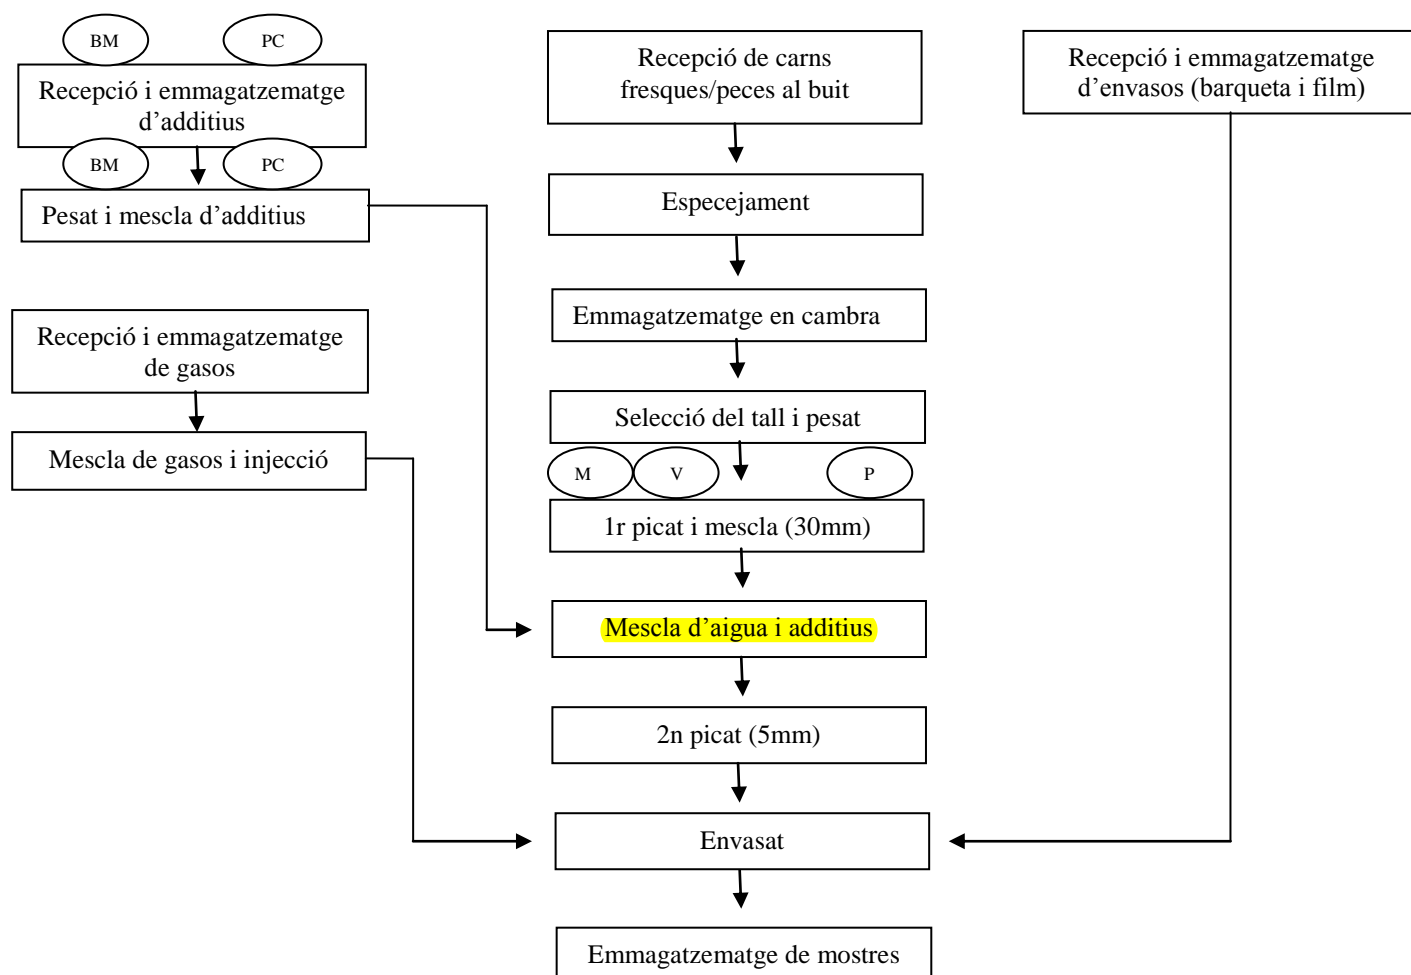 BM
PC
Recepció i emmagatzematge
d’additius
BM
PC
Pesat i mescla d’additius
Recepció i emmagatzematge
de gasos
Mescla de gasos i injecció
Recepció de carns
fresques/peces al buit
Especejament
Emmagatzematge en cambra
Selecció del tall i pesat
M
V
P
1r picat i mescla (30mm)
Mescla d’aigua i additius
2n picat (5mm)
Envasat
Emmagatzematge de mostres
Recepció i emmagatzematge
d’envasos (barqueta i film)